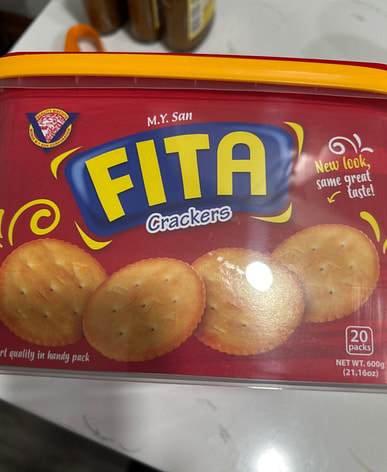 M.Y. San
FITA
Crackers
New look,
same great
taste!
rt quality in handy pack
20
packs
NET WT. 600g
(21.16oz)